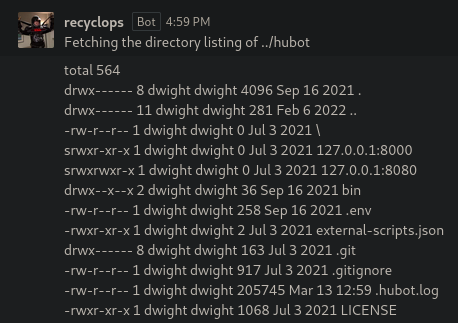 recyclops Bot 4:59 PM
Fetching the directory listing of ../hubot
total 564
drwx------ 8 dwight dwight 4096 Sep 16 2021 .
drwx------ 11 dwight dwight 281 Feb 6 2022 ..
-rw-r--r-- 1 dwight dwight 0 Jul 3 2021 \
srwxr-xr-x 1 dwight dwight 0 Jul 3 2021 127.0.0.1:8000
srwxrwxr-x 1 dwight dwight 0 Jul 3 2021 127.0.0.1:8080
drwx--x--x 2 dwight dwight 36 Sep 16 2021 bin
-rw-r--r-- 1 dwight dwight 258 Sep 16 2021 .env
-rwxr-xr-x 1 dwight dwight 2 Jul 3 2021 external-scripts.json
drwx------ 8 dwight dwight 163 Jul 3 2021 .git
-rw-r--r-- 1 dwight dwight 917 Jul 3 2021 .gitignore
-rw-r--r-- 1 dwight dwight 205745 Mar 13 12:59 .hubot.log
-rwxr-xr-x 1 dwight dwight 1068 Jul 3 2021 LICENSE